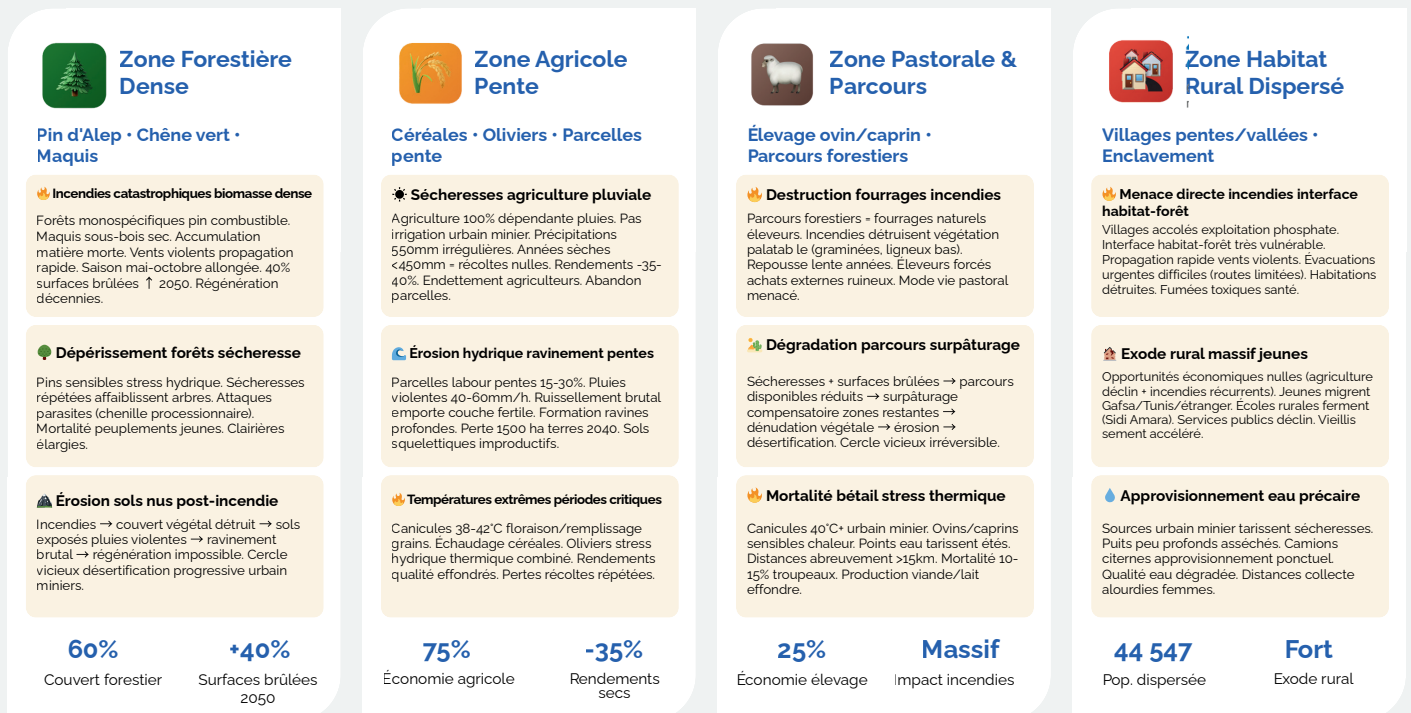 Zone Forestière
Dense
Pin d'Alep • Chêne vert •
Maquis
Incendies catastrophiques biomasse dense
Forêts monospécifiques pin combustible.
Maquis sous-bois sec. Accumulation
matière morte. Vents violents propagation
rapide. Saison mai-octobre allongée. 40%
surfaces brûlées ↑ 2050. Régénération
décennies.
Dépérissement forêts sécheresse
Pins sensibles stress hydrique. Sécheresses
répétées affaiblissent arbres. Attaques
parasites (chenille processionnaire).
Mortalité peuplements jeunes. Clairières
élargies.
Érosion sols nus post-incendie
Incendies → couvert végétal détruit → sols
exposés pluies violentes → ravinement
brutal → régénération impossible. Cercle
vicieux désertification progressive urbain
miniers.
60%
Couvert forestier
+40%
Surfaces brûlées
2050
Zone Agricole
Pente
Céréales • Oliviers • Parcelles
pente
Sécheresses agriculture pluviale
Agriculture 100% dépendante pluies. Pas
irrigation urbain minier. Précipitations
550mm irrégulières. Années sèches
<450mm = récoltes nulles. Rendements -35-
40%. Endettement agriculteurs. Abandon
parcelles.
Érosion hydrique ravinement pentes
Parcelles labour pentes 15-30%. Pluies
violentes 40-60mm/h. Ruissellement brutal
emporte couche fertile. Formation ravines
profondes. Perte 1500 ha terres 2040. Sols
squelettiques improductifs.
Températures extrêmes périodes critiques
Canicules 38-42°C floraison/remplissage
grains. Échaudage céréales. Oliviers stress
hydrique thermique combiné. Rendements
qualité effondrés. Pertes récoltes répétées.
75%
Économie agricole
-35%
Rendements
secs
Zone Pastorale &
Parcours
Élevage ovin/caprin •
Parcours forestiers
Destruction fourrages incendies
Parcours forestiers = fourrages naturels
éleveurs. Incendies détruisent végétation
palatab le (graminées, ligneux bas).
Repousse lente années. Éleveurs forcés
achats externes ruineux. Mode vie pastoral
menacé.
Dégradation parcours surpâturage
Sécheresses + surfaces brûlées → parcours
disponibles réduits → surpâturage
compensatoire zones restantes →
dénudation végétale → érosion →
désertification. Cercle vicieux irréversible.
Mortalité bétail stress thermique
Canicules 40°C+ urbain minier. Ovins/caprins
sensibles chaleur. Points eau tarissent étés.
Distances abreuvement >15km. Mortalité 10-
15% troupeaux. Production viande/lait
effondre.
25%
Économie élevage
Massif
Impact incendies
Zone Habitat
Rural Dispersé
Villages pentes/vallées •
Enclavement
Menace directe incendies interface
habitat-forêt
Villages accolés exploitation phosphate.
Interface habitat-forêt très vulnérable.
Propagation rapide vents violents. Évacuations
urgentes difficiles (routes limitées). Habitations
détruites. Fumées toxiques santé.
Exode rural massif jeunes
Opportunités économiques nulles (agriculture
déclin + incendies récurrents). Jeunes migrent
Gafsa/Tunis/étranger. Écoles rurales ferment
(Sidi Amara). Services publics déclin. Vieillis
sement accéléré.
Approvisionnement eau précaire
Sources urbain minier tarissent sécheresses.
Puits peu profonds asséchés. Camions
citernes approvisionnement ponctuel.
Qualité eau dégradée. Distances collecte
alourdies femmes.
44 547
Pop. dispersée
Fort
Exode rural